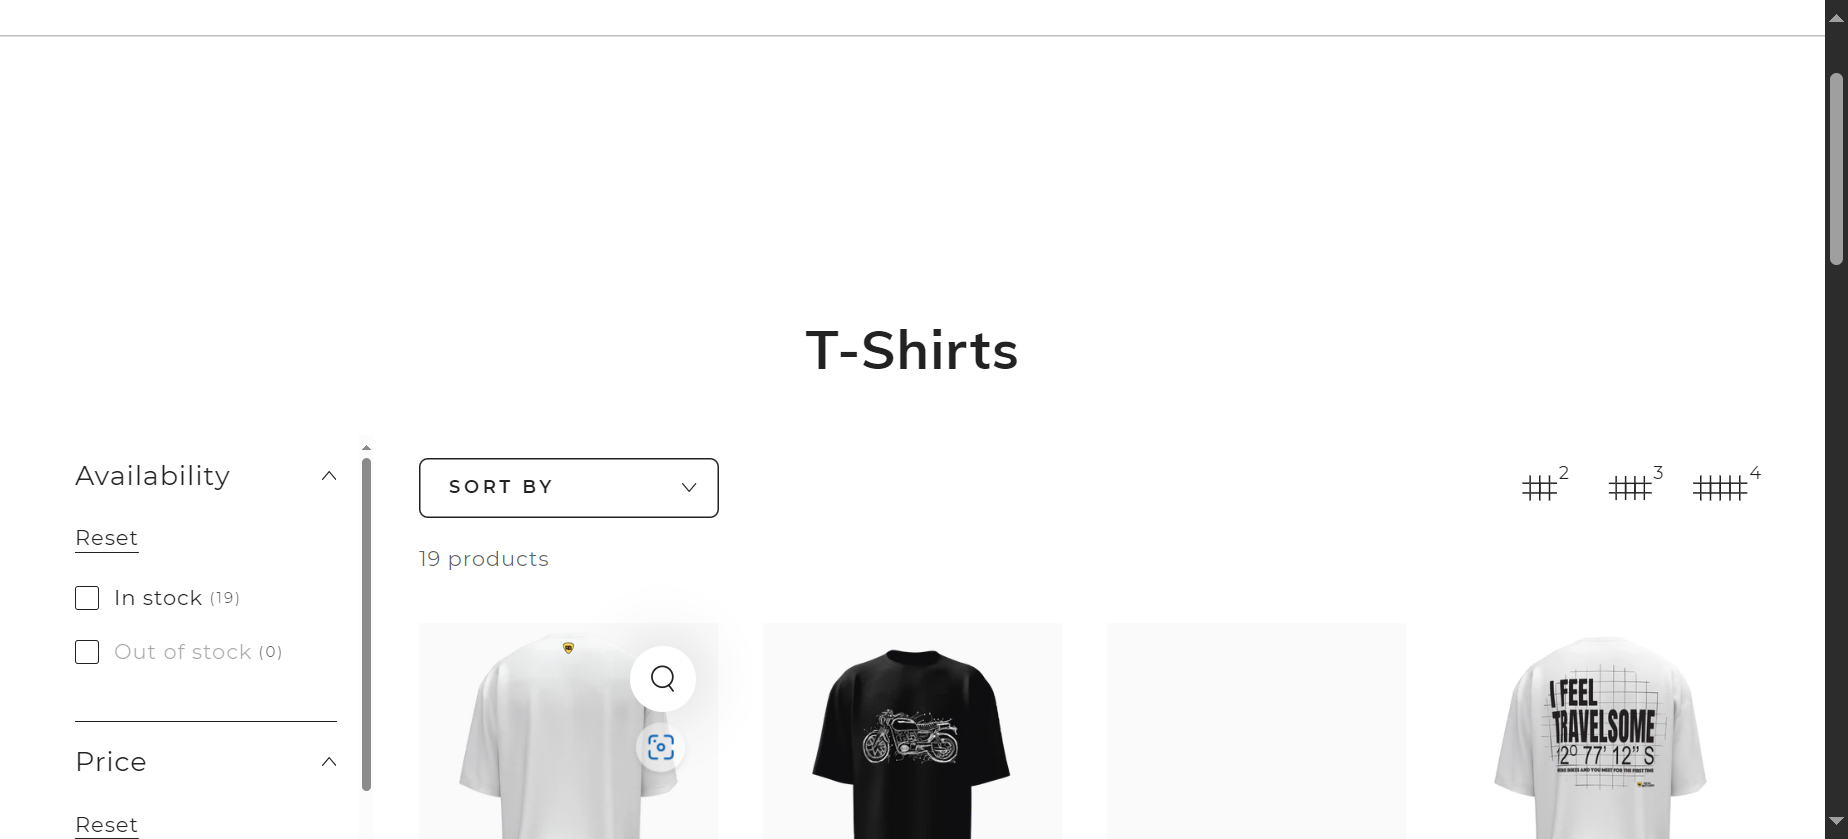 T-Shirts
Availability
Reset
In stock (19)
Out of stock (0)
Price
Reset
SORT BY
2
3
4
19 products
I FEEL
TRAVELSOME
12º 77' 12" S